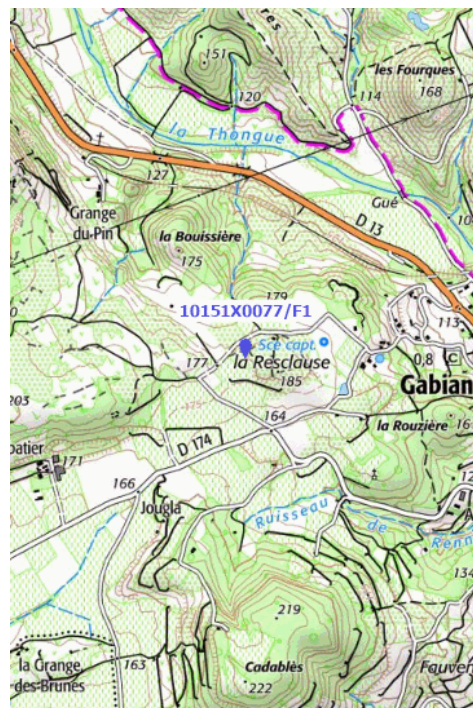 151
les Fourques
120
114
168
la Thongue
127
Gué
Grange
du-Pin
D 13
la Bouissière
175
179
10151X0077/F1
113
Sce capt.
177
la Resclause
0,8
C
185
Gabian
203
164
la Rouzière
D 174
171
166
Jougla
Ruisseau
de
Renn
134
219
la Grange
des-Brunes
163
Cadablès
222
Fauver